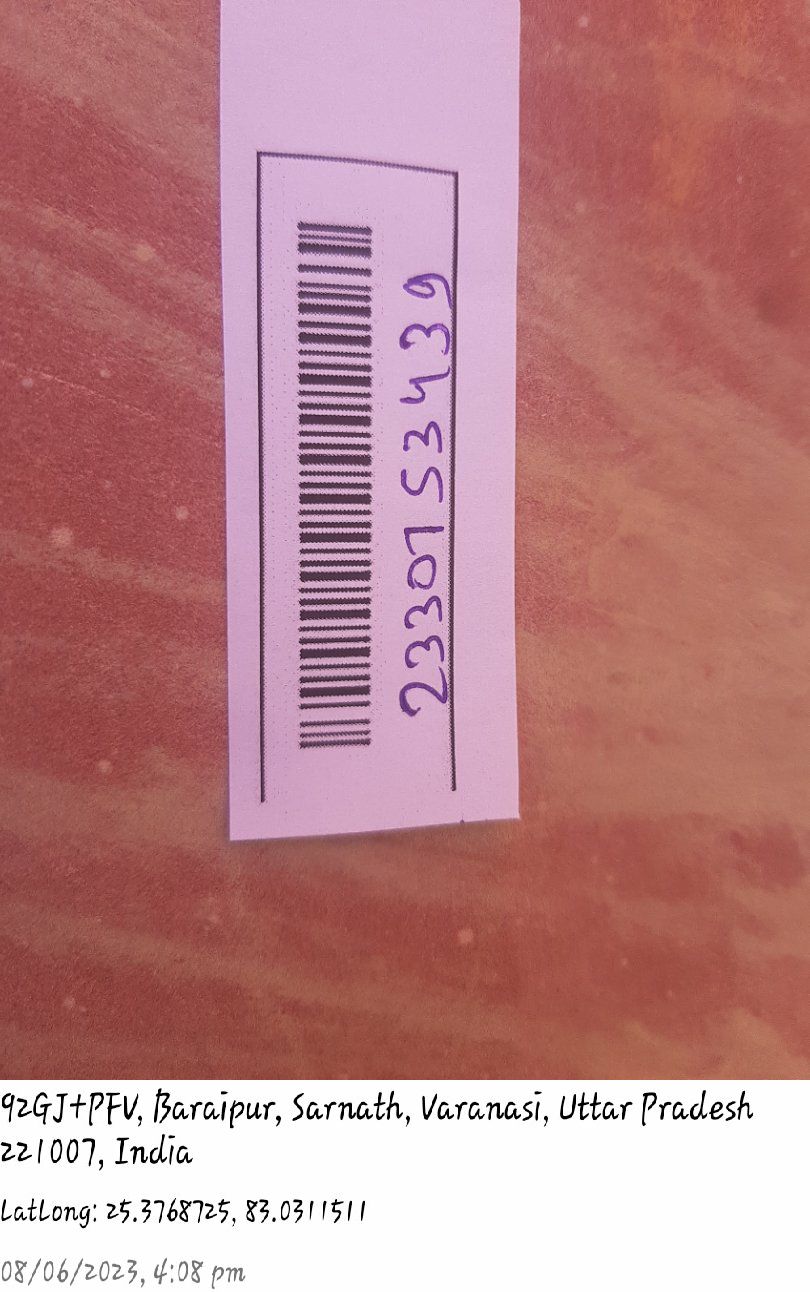 2330153439
92GJ+PFV, Baraipur, Sarnath, Varanasi, Uttar Pradesh
221007, India
LatLong: 25.3768725, 83.0311511
08/06/2023, 4:08 pm